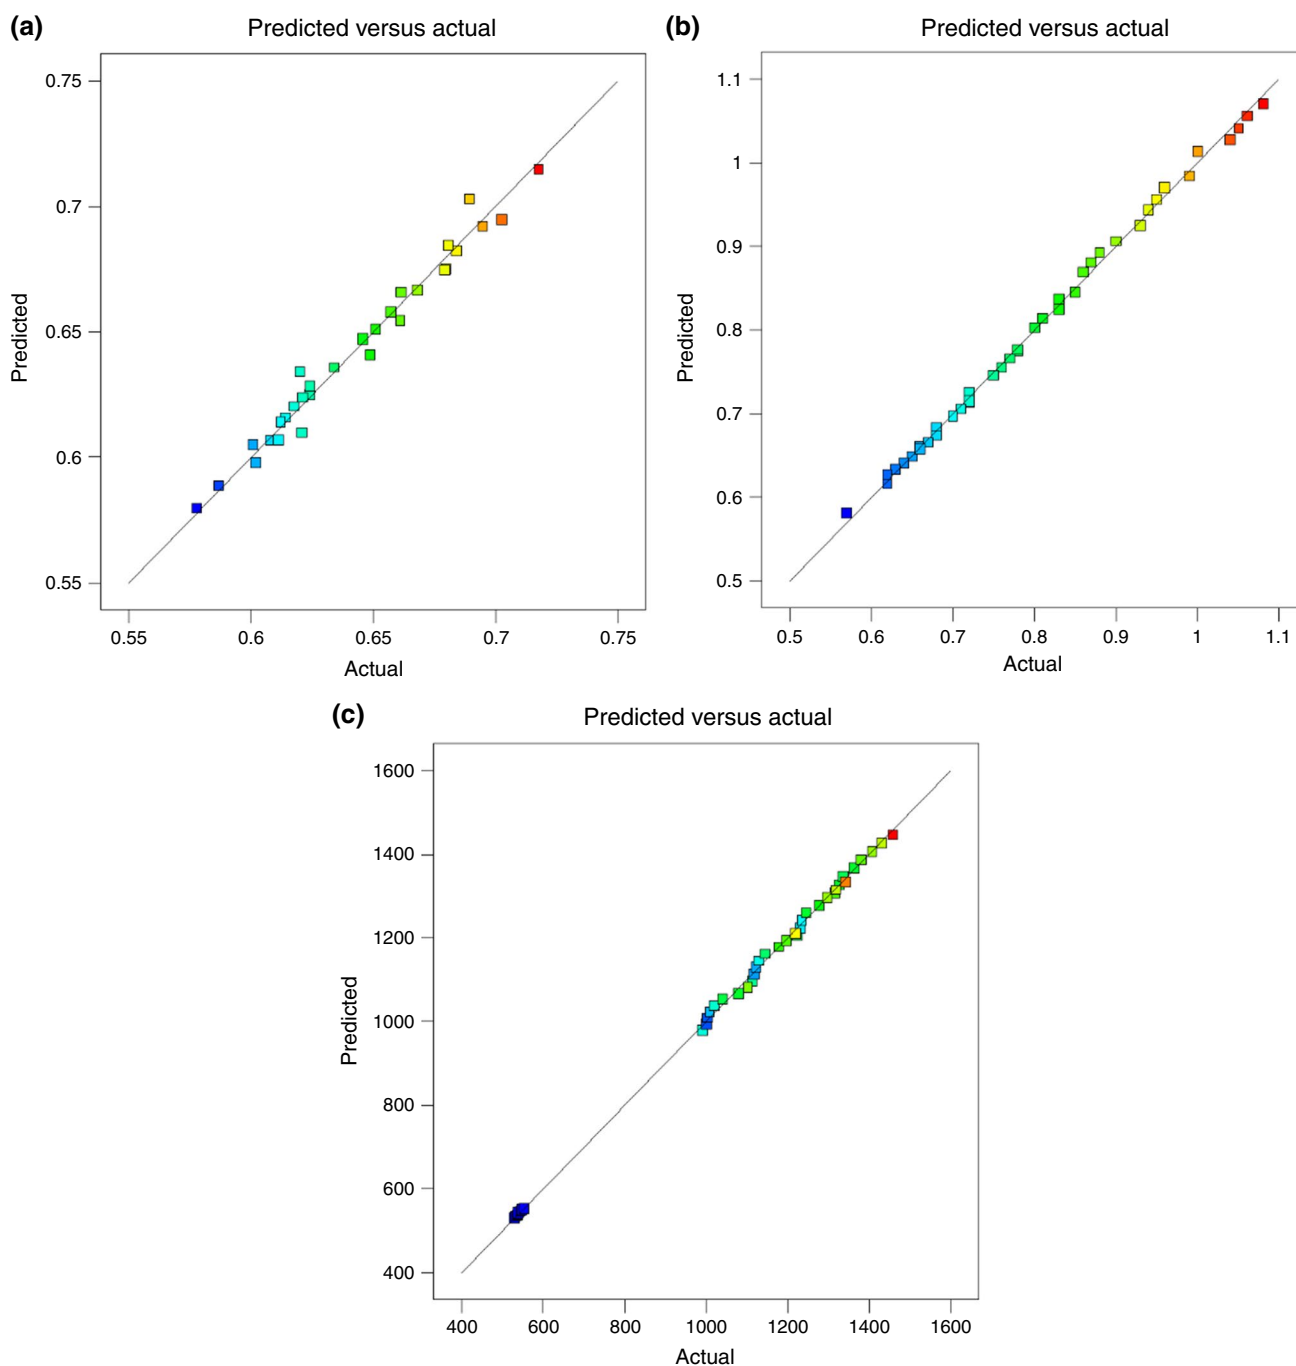 (a)
Predicted versus actual
0.75
0.7
0.65
0.6
0.55
Predicted
0.55 0.6 0.65 0.7 0.75
Actual
(b)
Predicted versus actual
1.1
1
0.9
0.8
0.7
0.6
0.5
Predicted
0.5 0.6 0.7 0.8 0.9 1 1.1
Actual
(c)
Predicted versus actual
1600
1400
1200
1000
800
600
400
Predicted
400 600 800 1000 1200 1400 1600
Actual